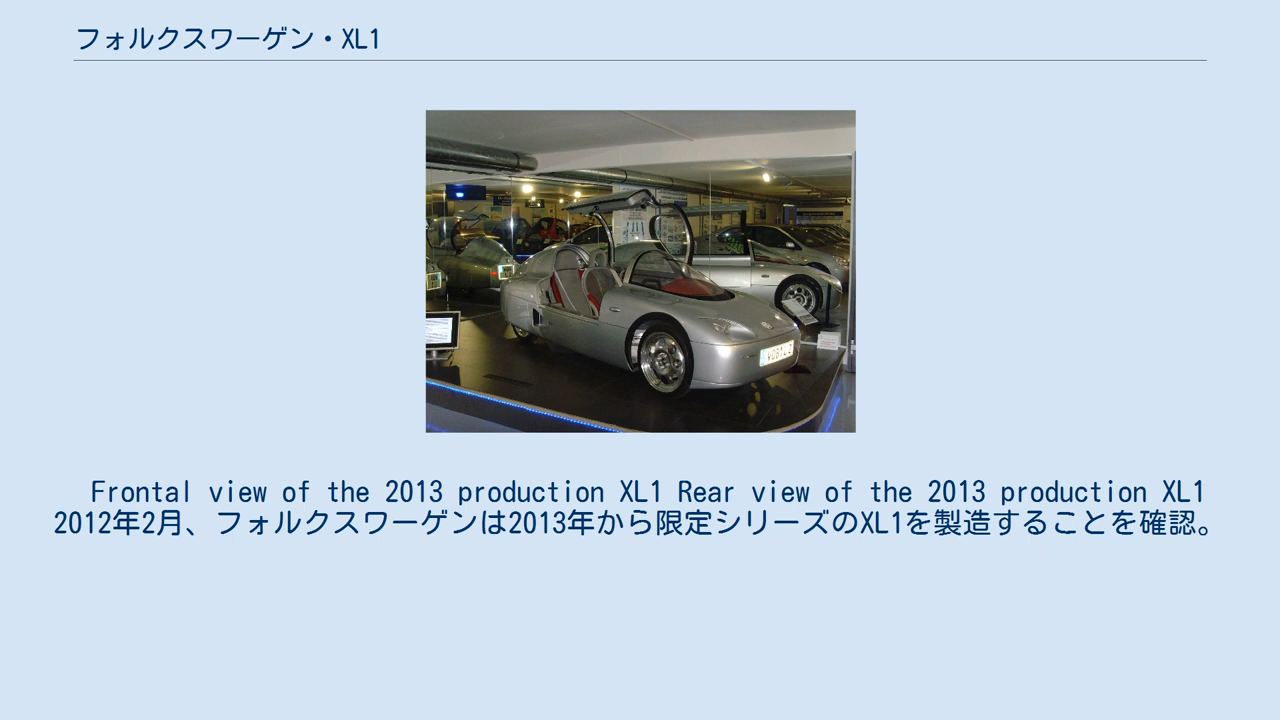 フォルクスワーゲン・XL1
Frontal view of the 2013 production XL1 Rear view of the 2013 production XL1
2012年2月、フォルクスワーゲンは2013年から限定シリーズのXL1を製造することを確認。